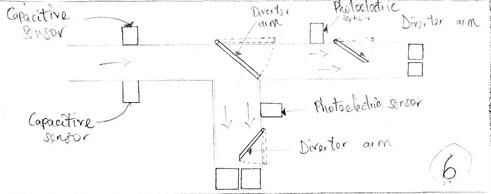 Capacitive
sensor
Diverter
arm
Photoelectric
Diverter arm
Capacitive
sensor
Photoelectric sensor
Diverter arm
6